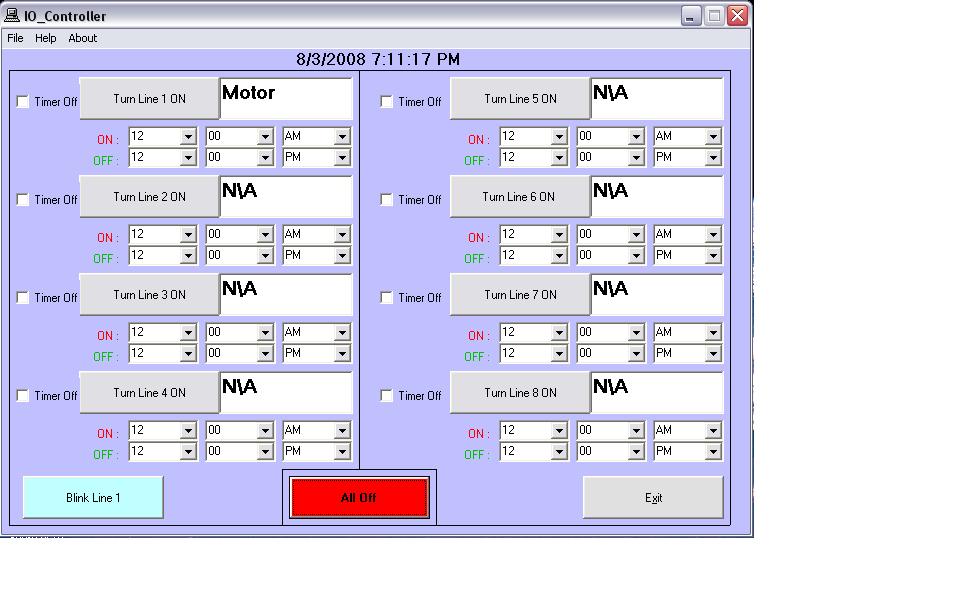 IO_Controller
File Help About
8/3/2008 7:11:17 PM
Timer Off Turn Line 1 ON Motor
ON : 12 00 AM
OFF : 12 00 PM
Timer Off Turn Line 2 ON N\A
ON : 12 00 AM
OFF : 12 00 PM
Timer Off Turn Line 3 ON N\A
ON : 12 00 AM
OFF : 12 00 PM
Timer Off Turn Line 4 ON N\A
ON : 12 00 AM
OFF : 12 00 PM
Timer Off Turn Line 5 ON N\A
ON : 12 00 AM
OFF : 12 00 PM
Timer Off Turn Line 6 ON N\A
ON : 12 00 AM
OFF : 12 00 PM
Timer Off Turn Line 7 ON N\A
ON : 12 00 AM
OFF : 12 00 PM
Timer Off Turn Line 8 ON N\A
ON : 12 00 AM
OFF : 12 00 PM
Blink Line 1
All Off
Exit